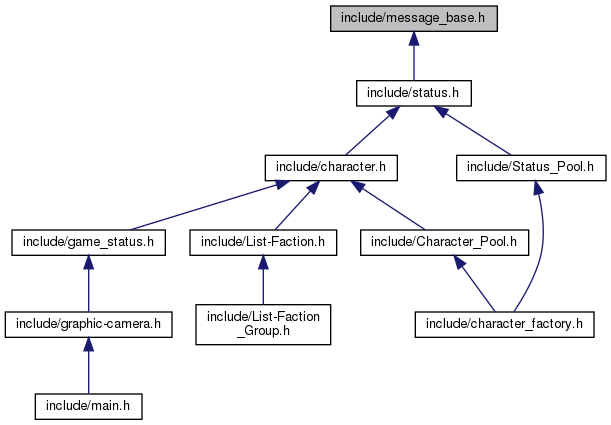 include/message_base.h
include/status.h
include/character.h
include/Status_Pool.h
include/game_status.h
include/List-Faction.h
include/Character_Pool.h
include/graphic-camera.h
include/List-Faction
_Group.h
include/character_factory.h
include/main.h